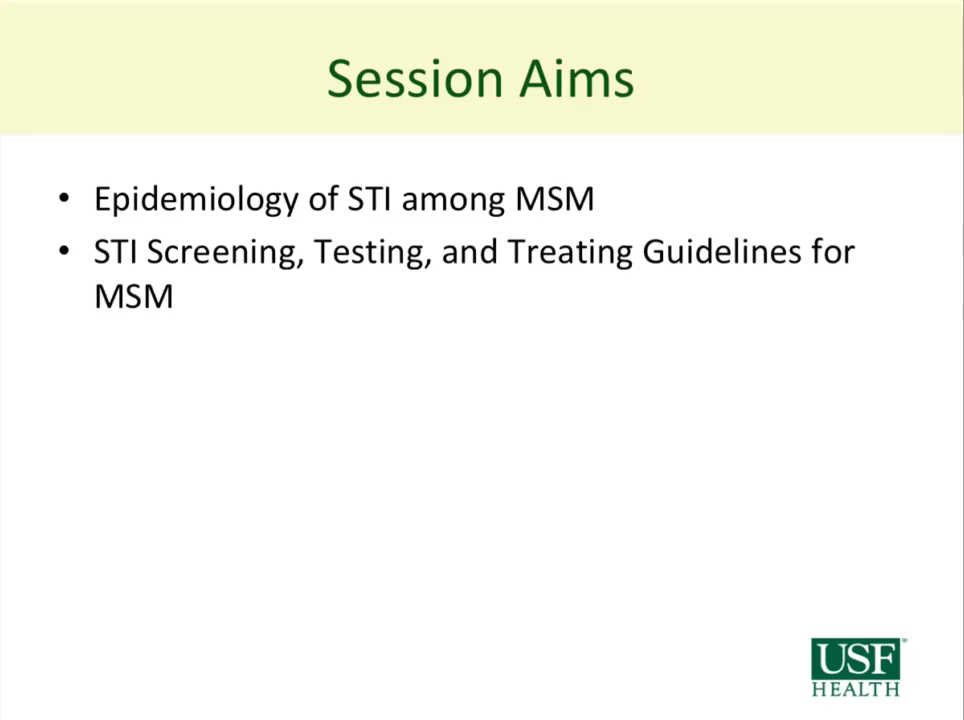 Session Aims
• Epidemiology of STI among MSM
• STI Screening, Testing, and Treating Guidelines for
MSM
USF
HEALTH